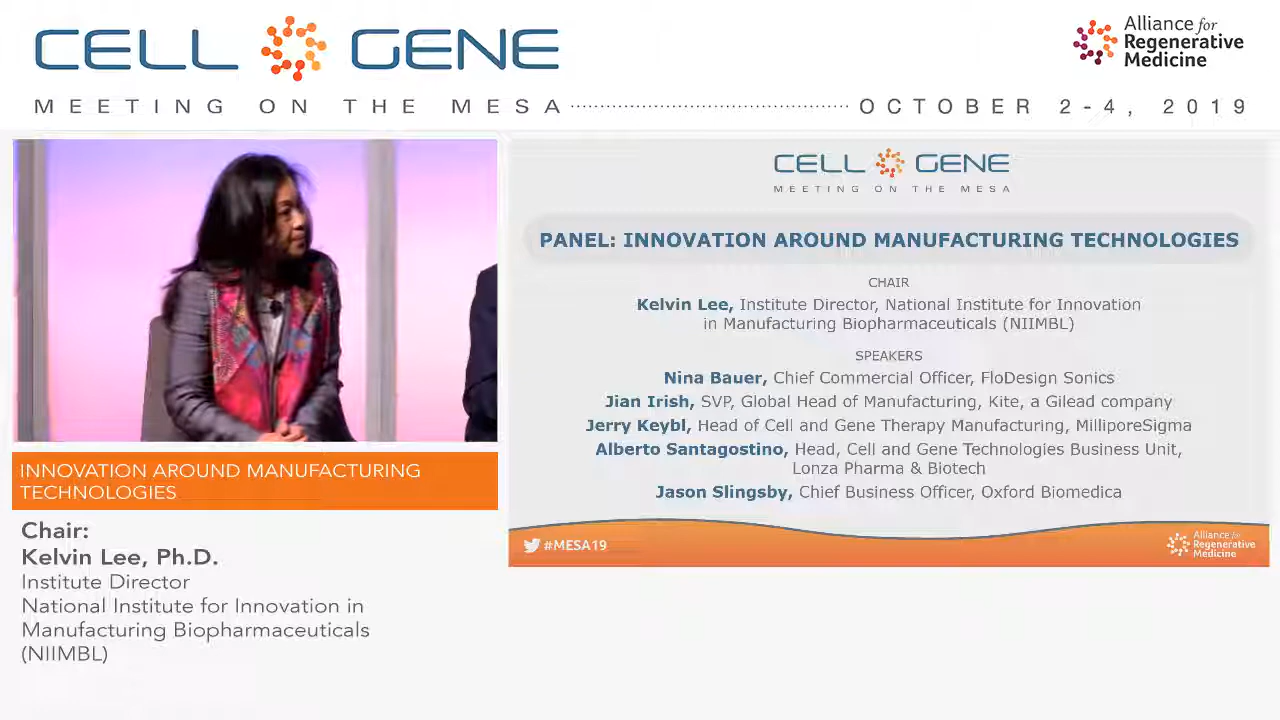 CELL GENE
MEETING ON THE MESA
OCTOBER 2-4, 2019
Alliance for
Regenerative
Medicine
CELL GENE
MEETING ON THE MESA
PANEL: INNOVATION AROUND MANUFACTURING TECHNOLOGIES
CHAIR
Kelvin Lee, Institute Director, National Institute for Innovation
in Manufacturing Biopharmaceuticals (NIIMBL)
SPEAKERS
Nina Bauer, Chief Commercial Officer, FloDesign Sonics
Jian Irish, SVP, Global Head of Manufacturing, Kite, a Gilead company
Jerry Keybl, Head of Cell and Gene Therapy Manufacturing, MilliporeSigma
Alberto Santagostino, Head, Cell and Gene Technologies Business Unit,
Lonza Pharma & Biotech
Jason Slingsby, Chief Business Officer, Oxford Biomedica
#MESA19
Alliance for
Regenerative
Medicine
INNOVATION AROUND MANUFACTURING
TECHNOLOGIES
Chair:
Kelvin Lee, Ph.D.
Institute Director
National Institute for Innovation in
Manufacturing Biopharmaceuticals
(NIIMBL)